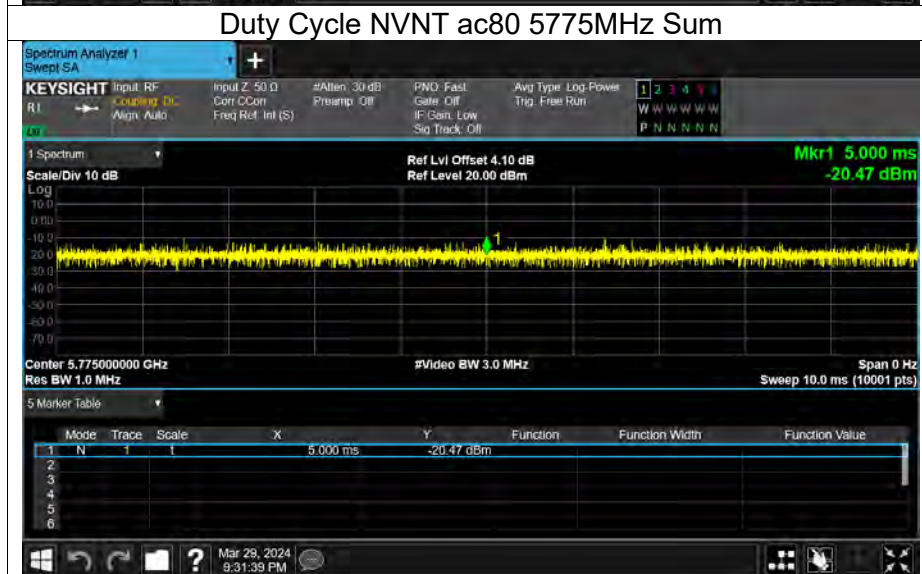 Duty Cycle NVNT ac80 5775MHz Sum
Spectrum Analyzer 1
Swept SA
+
KEYSIGHT Input: RF Input Z: 50 Ω #Atten: 30 dB PNO: Fast Avg Type: Log-Power 1 2 3 4 5 6
Coupling: DC Corr CCorr Preamp: Off Gate: Off Trig: Free Run W W W W W W
Align: Auto Freq Ref: Int (S) IF Gain: Low P N N N N N
Sig Track: Off
1 Spectrum Ref Lvl Offset 4.10 dB Mkr1 5.000 ms
Scale/Div 10 dB Ref Level 20.00 dBm -20.47 dBm
Log
10.0
0.00
-10.0
-20.0
-30.0
-40.0
-50.0
-60.0
-70.0
1
Center 5.775000000 GHz #Video BW 3.0 MHz Span 0 Hz
Res BW 1.0 MHz Sweep 10.0 ms (10001 pts)
5 Marker Table
Mode Trace Scale X Y Function Function Width Function Value
1 N 1 t 5.000 ms -20.47 dBm
2
3
4
5
6
? Mar 29, 2024
9:31:39 PM